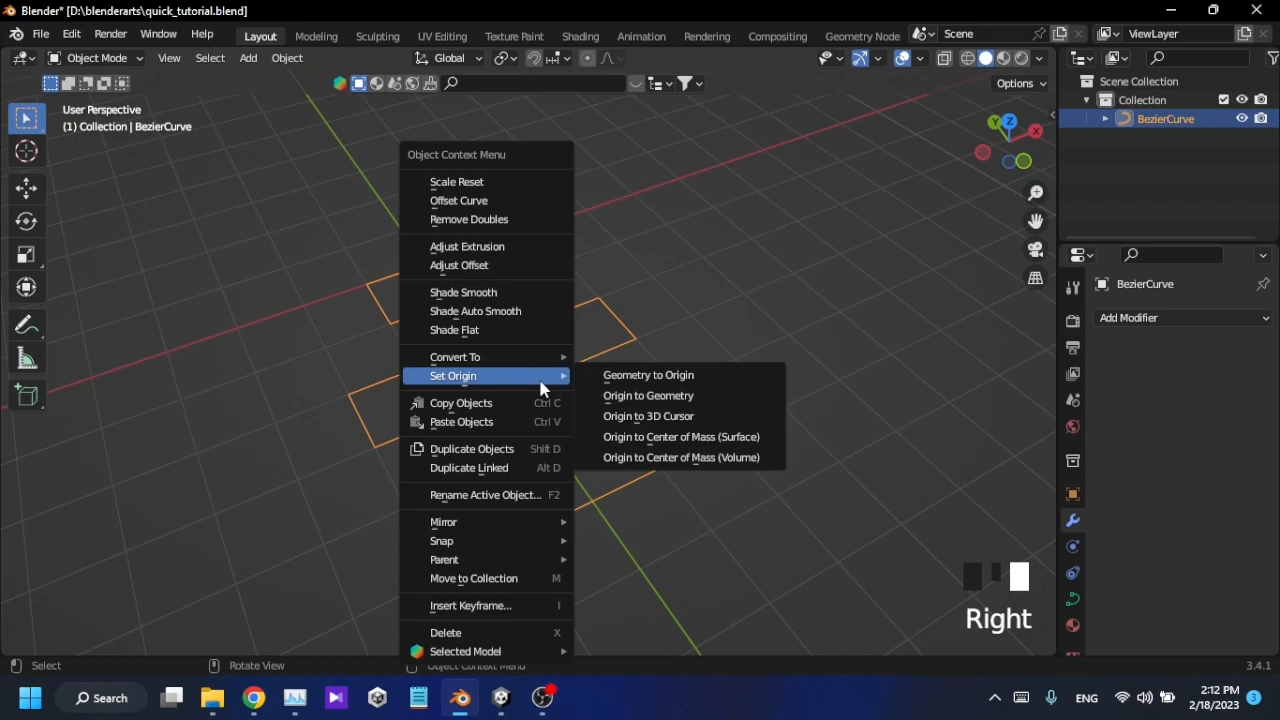 Blender* [D:\blenderarts\quick_tutorial.blend]
File Edit Render Window Help Layout Modeling Sculpting UV Editing Texture Paint Shading Animation Rendering Compositing Geometry Node Scene ViewLayer
Object Mode View Select Add Object Global
Options
User Perspective
(1) Collection | BezierCurve
Scene Collection
Collection
BezierCurve
BezierCurve
Add Modifier
X
Y
Z
Object Context Menu
Scale Reset
Offset Curve
Remove Doubles
Adjust Extrusion
Adjust Offset
Shade Smooth
Shade Auto Smooth
Shade Flat
Convert To
Set Origin
Copy Objects Ctrl C
Paste Objects Ctrl V
Duplicate Objects Shift D
Duplicate Linked Alt D
Rename Active Object... F2
Mirror
Snap
Parent
Move to Collection M
Insert Keyframe... I
Delete X
Selected Model
Geometry to Origin
Origin to Geometry
Origin to 3D Cursor
Origin to Center of Mass (Surface)
Origin to Center of Mass (Volume)
Right
Select Rotate View Object Context Menu 3.4.1
Search ENG 2:12 PM
2/18/2023 3